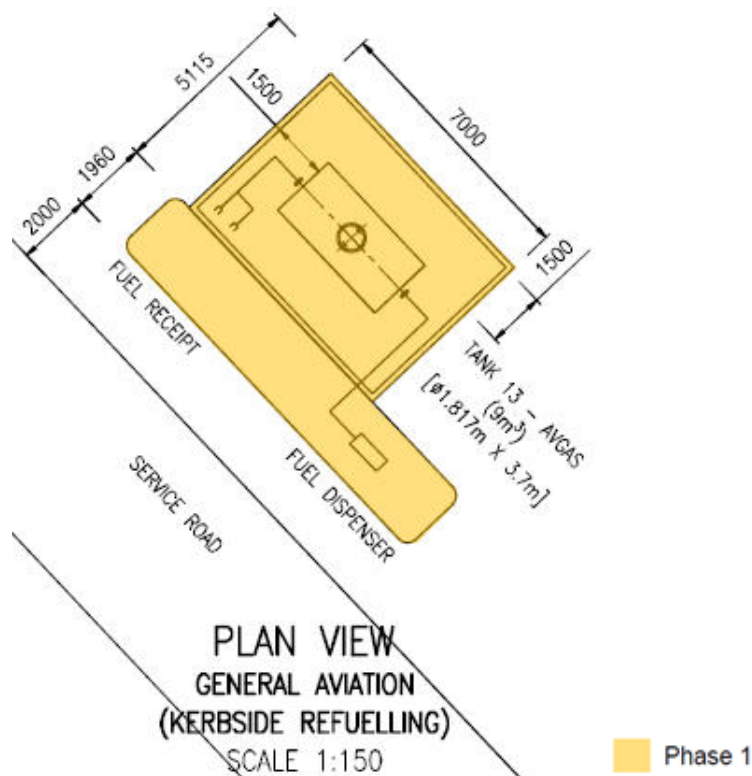 5115
1500
7000
1960
2000
1500
FUEL RECEIPT
TANK 13 – AVGAS
(9m³)
[ø1.817m X 3.7m]
FUEL DISPENSER
SERVICE ROAD
PLAN VIEW
GENERAL AVIATION
(KERBSIDE REFUELLING)
SCALE 1:150
Phase 1